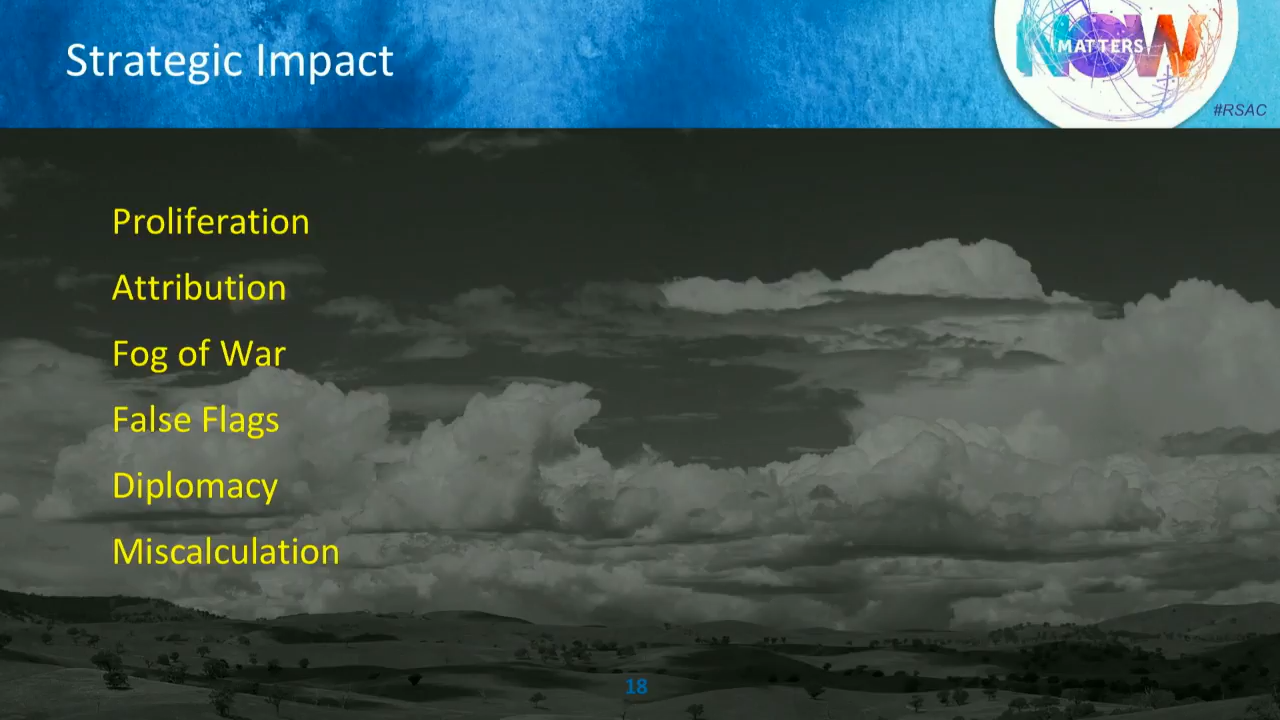 Strategic Impact
NOW
MATTERS
#RSAC
Proliferation
Attribution
Fog of War
False Flags
Diplomacy
Miscalculation
18